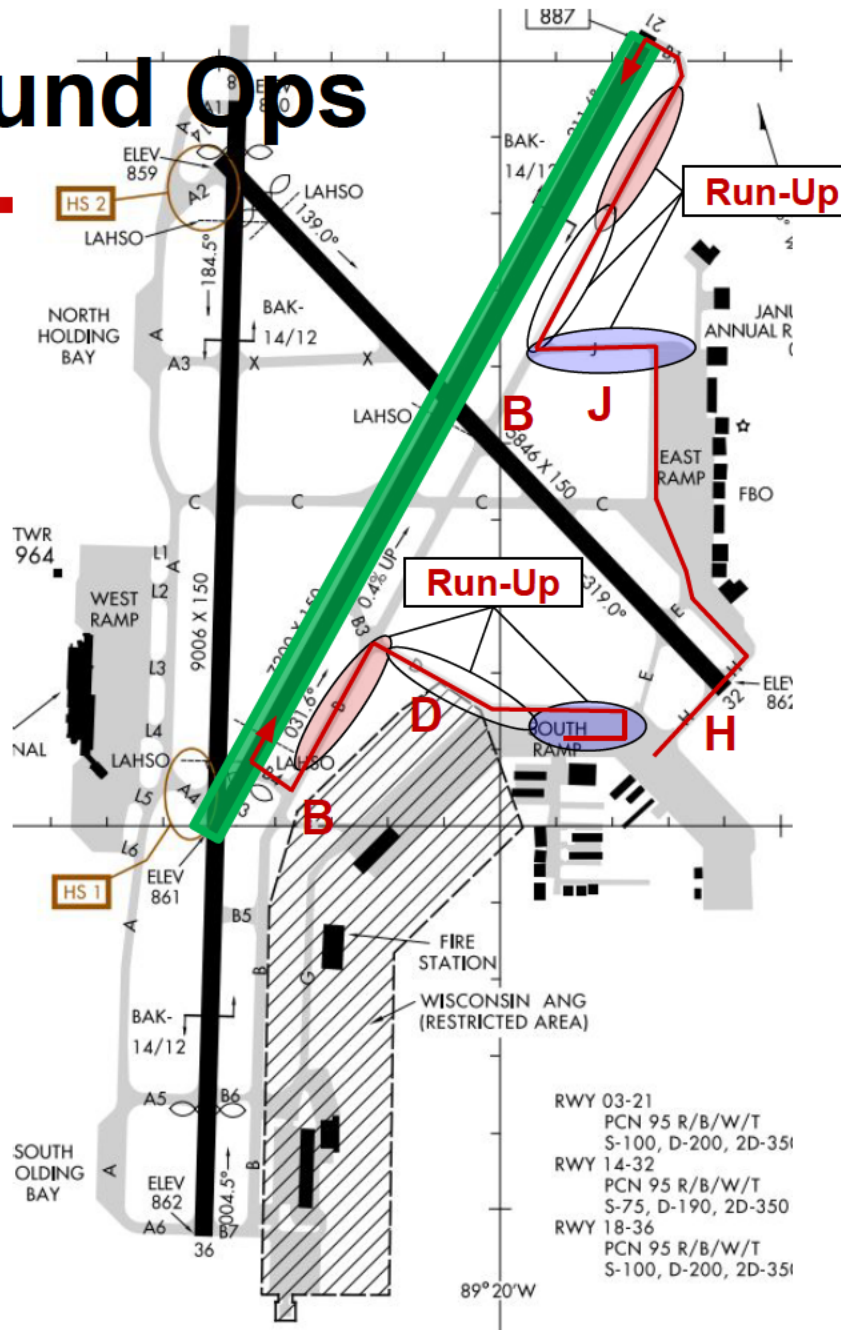 und Ops
887
21
ELEV
A1
A
ELEV
859
HS 2
A2
LAHSO
LAHSO
139.0°
184.5°
BAK-
14/12
Run-Up
NORTH
HOLDING
BAY
A
BAK-
14/12
A3
X
X
J
ANNUAL R
LAHSO
B
J
5846 X 150
EAST
RAMP
FBO
C
C
C
C
TWR
964
L1
A
L2
WEST
RAMP
9006 X 150
0.4% UP
Run-Up
319.0°
E
B3
L3
D
E
H
ELEV
862
32
031.6°
B
D
SOUTH
RAMP
H
H
NAL
L4
LAHSO
LAHSO
A4
B4
L5
B
L6
HS 1
ELEV
861
A
B5
B
G
FIRE
STATION
WISCONSIN ANG
(RESTRICTED AREA)
BAK-
14/12
A5
B6
SOUTH
OLDING
BAY
A
B
004.5°
ELEV
862
A6
B7
36
RWY 03-21
PCN 95 R/B/W/T
S-100, D-200, 2D-350
RWY 14-32
PCN 95 R/B/W/T
S-75, D-190, 2D-350
RWY 18-36
PCN 95 R/B/W/T
S-100, D-200, 2D-350
89°20'W